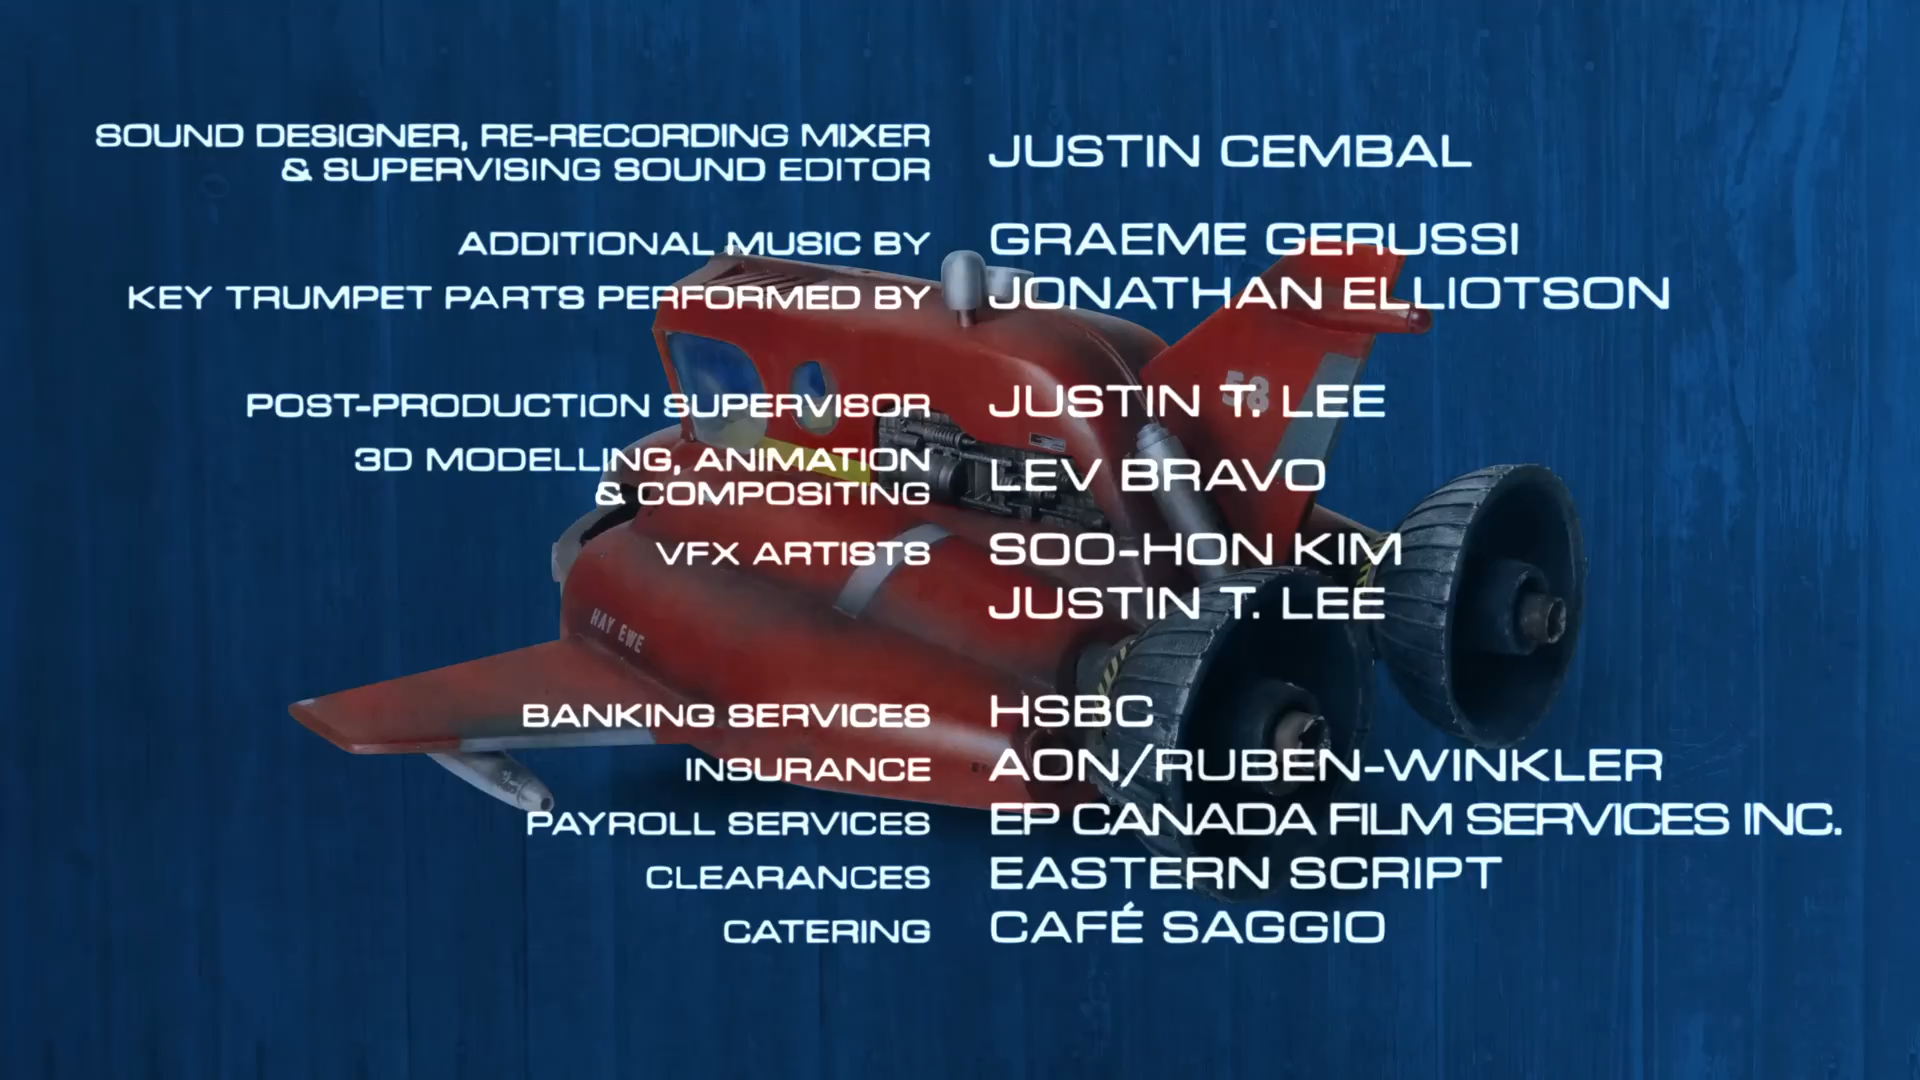 SOUND DESIGNER, RE-RECORDING MIXER
& SUPERVISING SOUND EDITOR
JUSTIN CEMBAL
ADDITIONAL MUSIC BY
GRAEME GERUSSI
KEY TRUMPET PARTS PERFORMED BY
JONATHAN ELLIOTSON
POST-PRODUCTION SUPERVISOR
JUSTIN T. LEE
58
3D MODELLING, ANIMATION
& COMPOSITING
LEV BRAVO
VFX ARTISTS
SOO-HON KIM
JUSTIN T. LEE
HAY EWE
BANKING SERVICES
HSBC
INSURANCE
AON/RUBEN-WINKLER
PAYROLL SERVICES
EP CANADA FILM SERVICES INC.
CLEARANCES
EASTERN SCRIPT
CATERING
CAFÉ SAGGIO